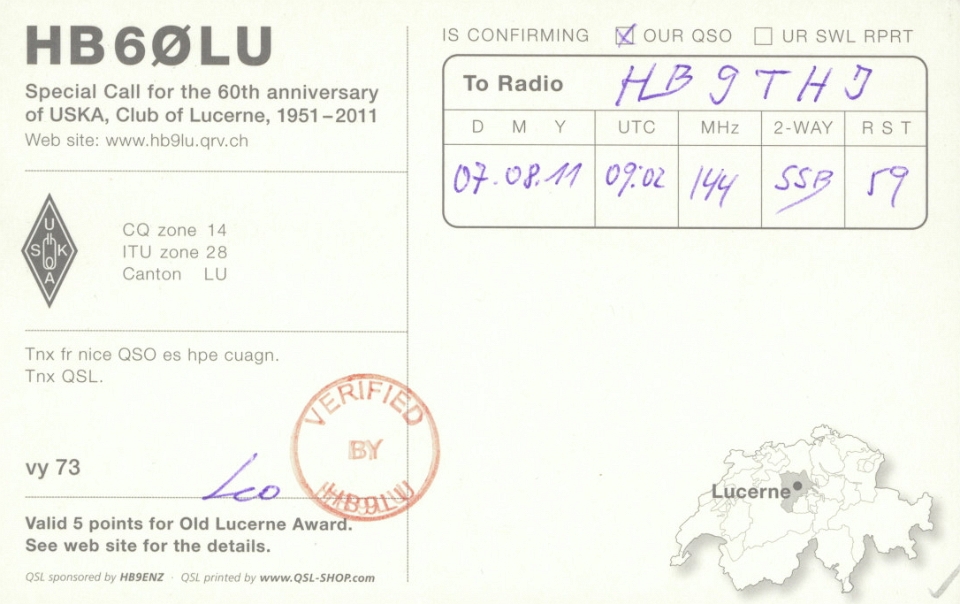 HB6ØLU
Special Call for the 60th anniversary
of USKA, Club of Lucerne, 1951–2011
Web site: www.hb9lu.qrv.ch
USKA
CQ zone 14
ITU zone 28
Canton LU
Tnx fr nice QSO es hpe cuagn.
Tnx QSL.
vy 73
Leo
VERIFIED
BY
HB9LU
Valid 5 points for Old Lucerne Award.
See web site for the details.
QSL sponsored by HB9ENZ · QSL printed by www.QSL-SHOP.com
IS CONFIRMING ☒ OUR QSO ☐ UR SWL RPRT
To Radio HB9THJ
D M Y UTC MHz 2-WAY R S T
07.08.11 09:02 144 SSB 59
Lucerne